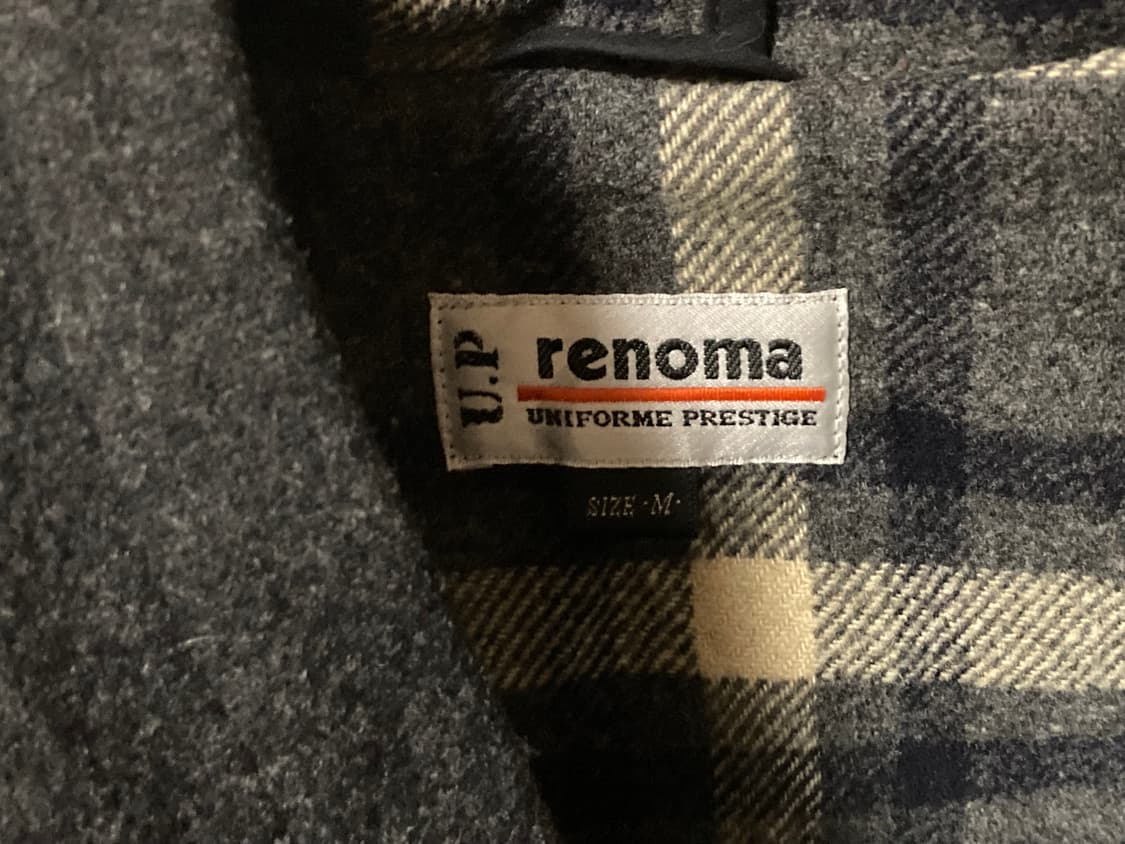 U.P
renoma
UNIFORME PRESTIGE
SIZE ·M·